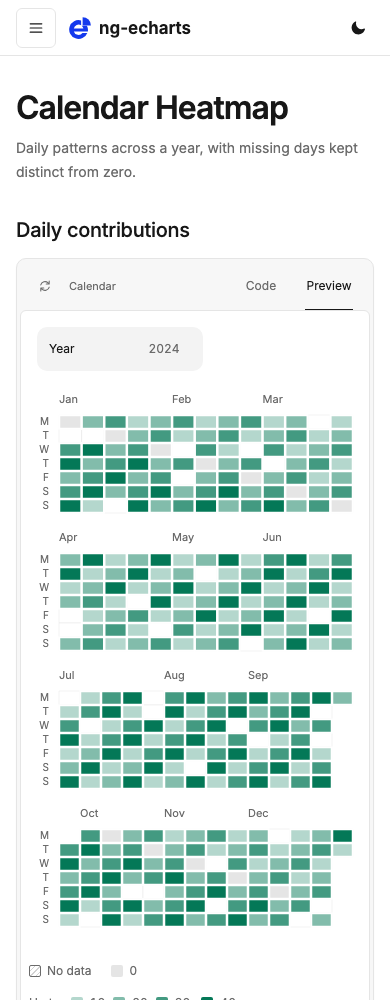 ng-echarts
Calendar Heatmap
Daily patterns across a year, with missing days kept
distinct from zero.
Daily contributions
Calendar Code Preview
Year 2024
Jan Feb Mar
M
T
W
T
F
S
S
Apr May Jun
M
T
W
T
F
S
S
Jul Aug Sep
M
T
W
T
F
S
S
Oct Nov Dec
M
T
W
T
F
S
S
No data 0